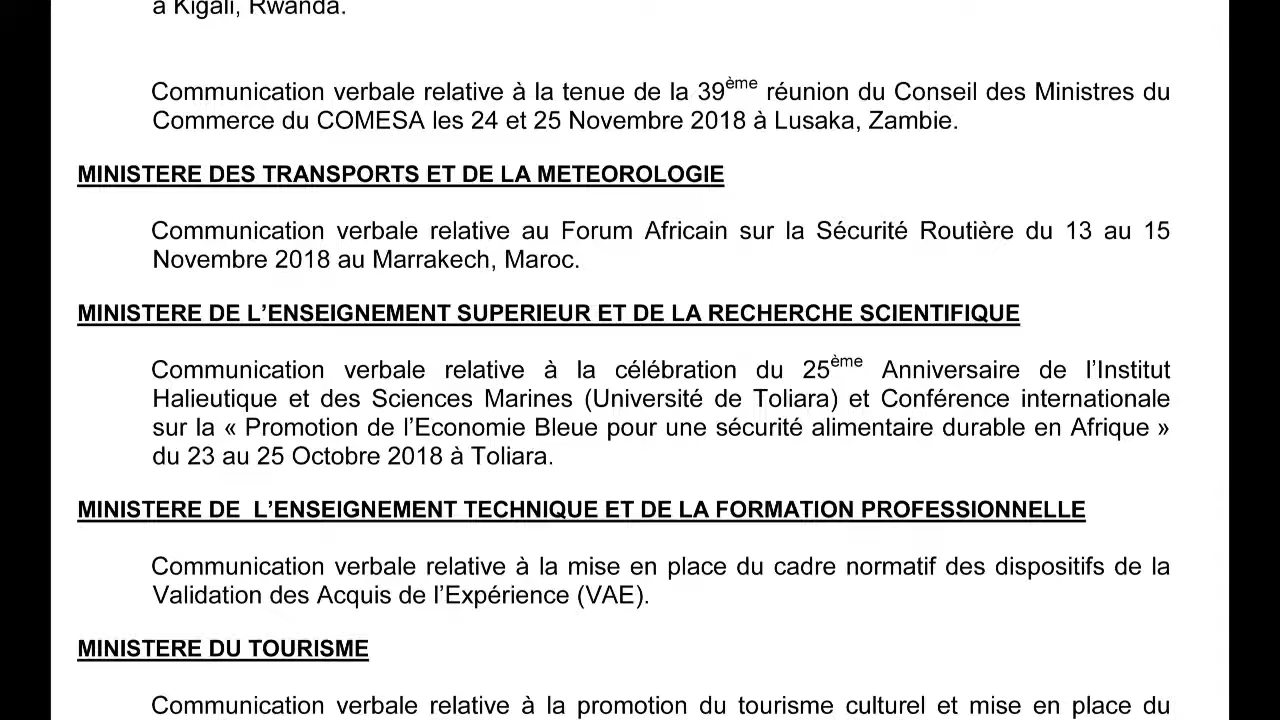 à Kigali, Rwanda.
Communication verbale relative à la tenue de la 39ème réunion du Conseil des Ministres du
Commerce du COMESA les 24 et 25 Novembre 2018 à Lusaka, Zambie.
MINISTERE DES TRANSPORTS ET DE LA METEOROLOGIE
Communication verbale relative au Forum Africain sur la Sécurité Routière du 13 au 15
Novembre 2018 au Marrakech, Maroc.
MINISTERE DE L’ENSEIGNEMENT SUPERIEUR ET DE LA RECHERCHE SCIENTIFIQUE
Communication verbale relative à la célébration du 25ème Anniversaire de l’Institut
Halieutique et des Sciences Marines (Université de Toliara) et Conférence internationale
sur la « Promotion de l’Economie Bleue pour une sécurité alimentaire durable en Afrique »
du 23 au 25 Octobre 2018 à Toliara.
MINISTERE DE  L’ENSEIGNEMENT TECHNIQUE ET DE LA FORMATION PROFESSIONNELLE
Communication verbale relative à la mise en place du cadre normatif des dispositifs de la
Validation des Acquis de l’Expérience (VAE).
MINISTERE DU TOURISME
Communication verbale relative à la promotion du tourisme culturel et mise en place du